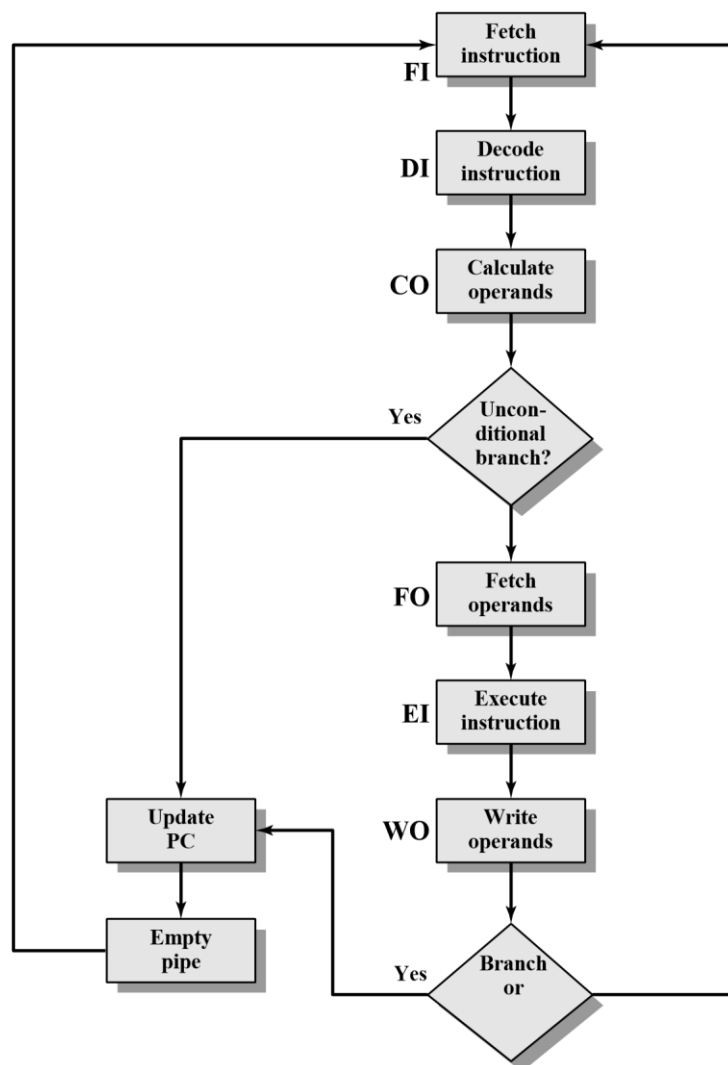 Fetch
instruction
FI
Decode
instruction
DI
Calculate
operands
CO
Yes
Uncon-
ditional
branch?
Fetch
operands
FO
Execute
instruction
EI
Update
PC
Write
operands
WO
Empty
pipe
Yes
Branch
or